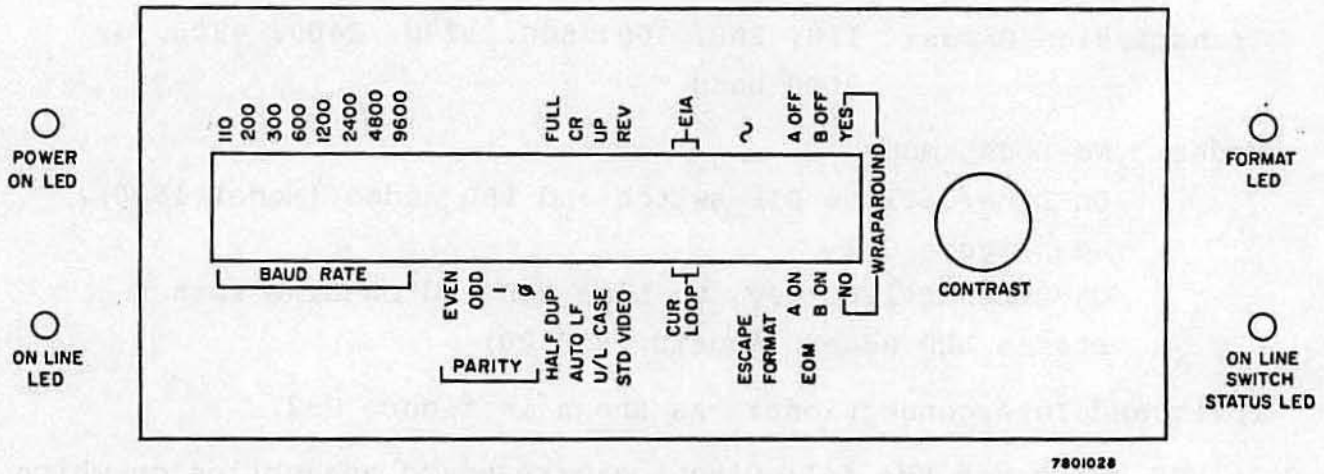 110
200
300
600
1200
2400
4800
9600
FULL
CR
UP
REV
EIA
~
A OFF
B OFF
YES
WRAPAROUND
POWER
ON LED
FORMAT
LED
BAUD RATE
EVEN
ODD
1
0
PARITY
HALF DUP
AUTO LF
U/L CASE
STD VIDEO
CUR
LOOP
ESCAPE
FORMAT
A ON
B ON
NO
EOM
CONTRAST
ON LINE
LED
ON LINE
SWITCH
STATUS LED
7801028